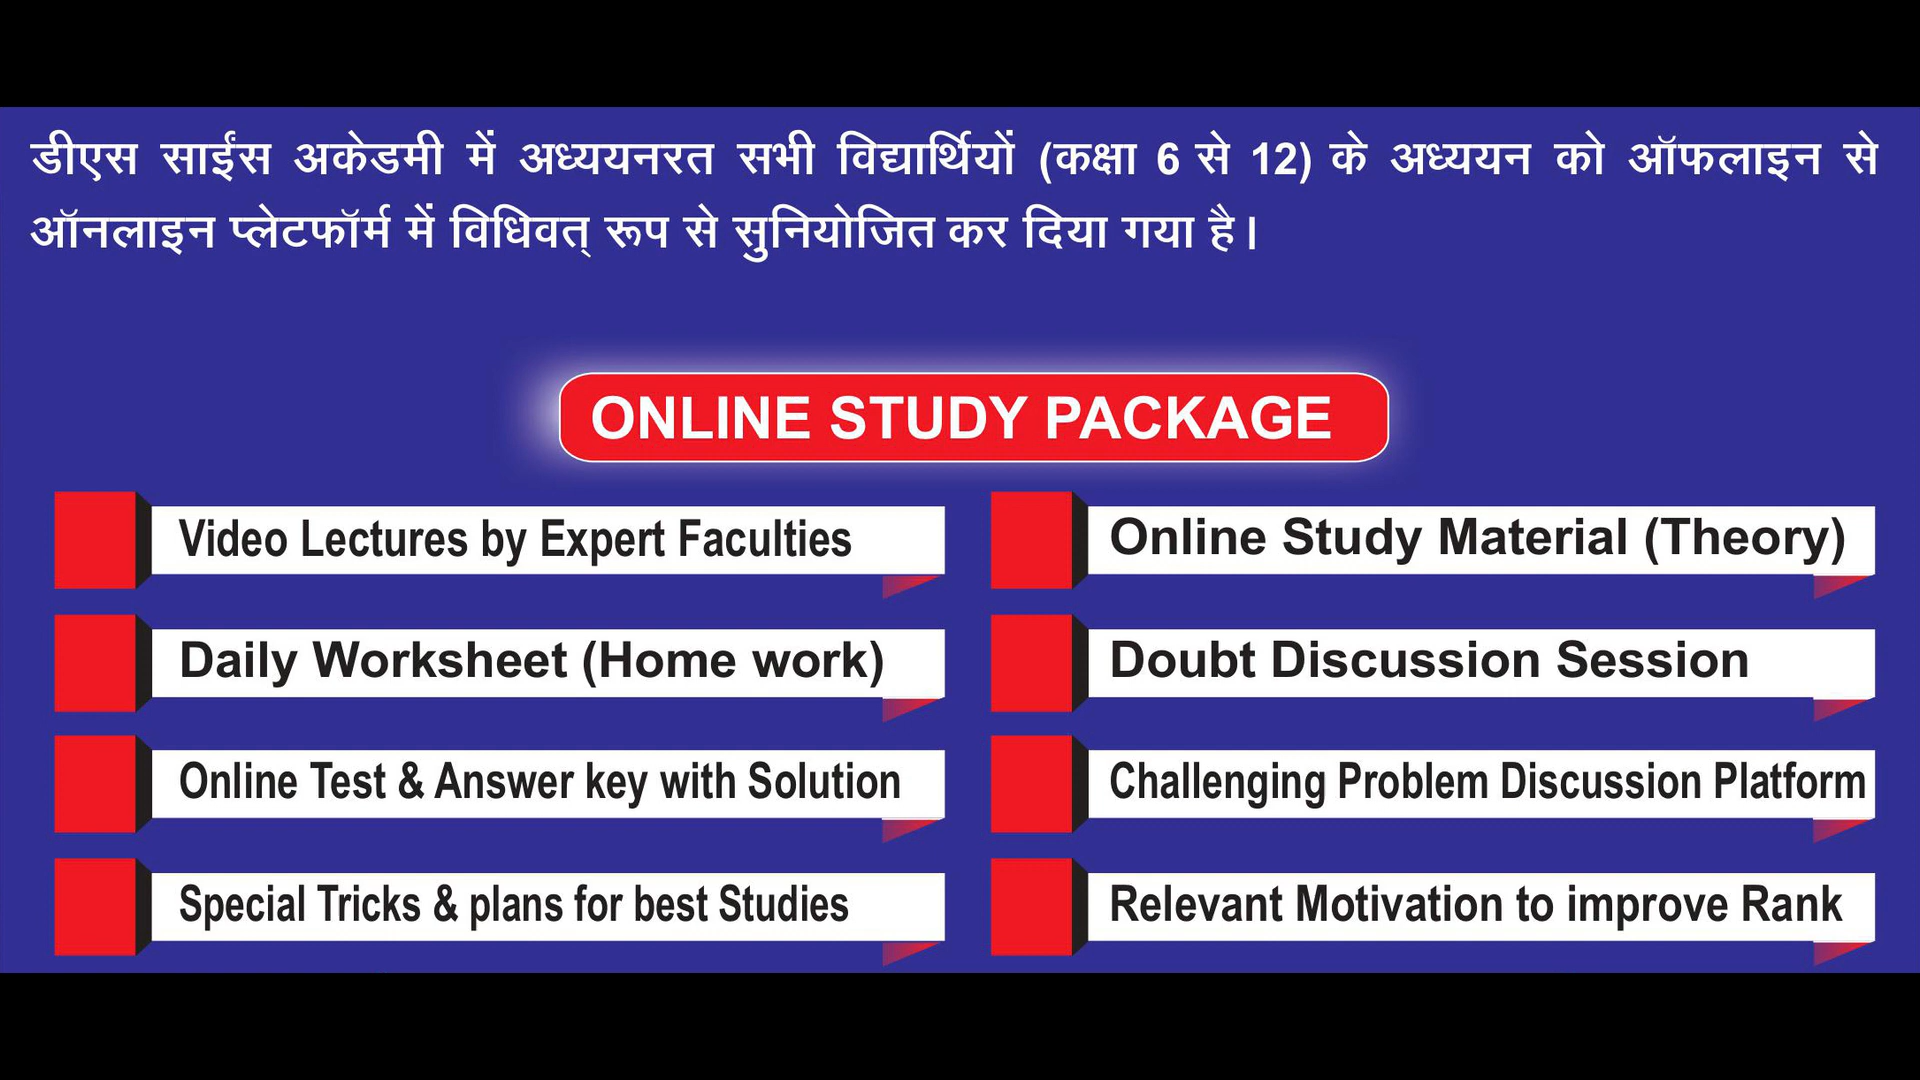 डीएस साईंस अकेडमी में अध्ययनरत सभी विद्यार्थियों (कक्षा 6 से 12) के अध्ययन को ऑफलाइन से
ऑनलाइन प्लेटफॉर्म में विधिवत् रूप से सुनियोजित कर दिया गया है।
ONLINE STUDY PACKAGE
Video Lectures by Expert Faculties
Online Study Material (Theory)
Daily Worksheet (Home work)
Doubt Discussion Session
Online Test & Answer key with Solution
Challenging Problem Discussion Platform
Special Tricks & plans for best Studies
Relevant Motivation to improve Rank